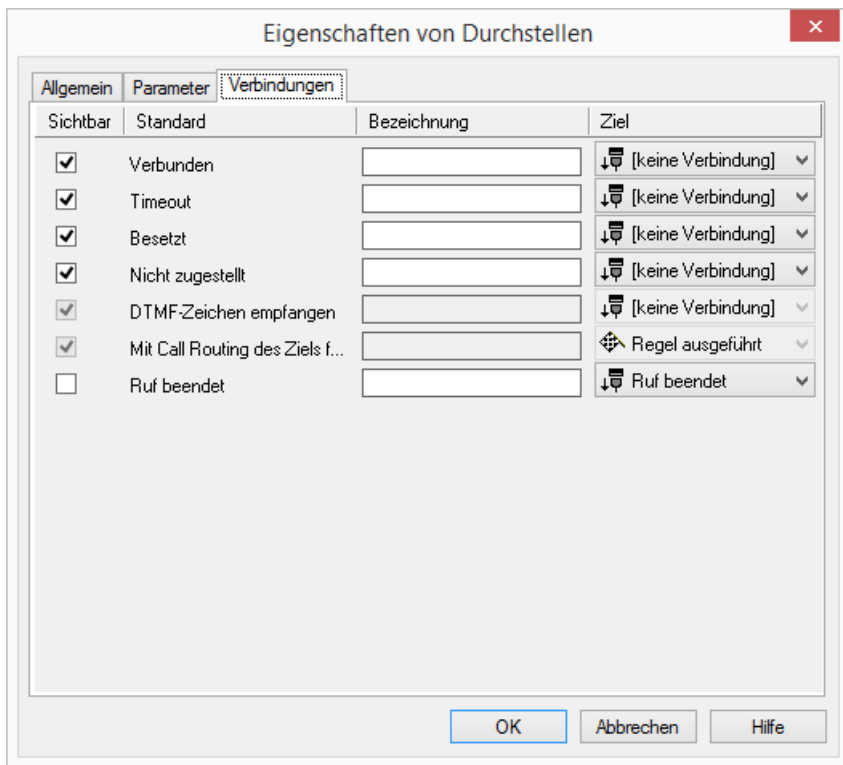 Eigenschaften von Durchstellen
Allgemein Parameter Verbindungen
Sichtbar Standard Bezeichnung Ziel
Verbunden [keine Verbindung]
Timeout [keine Verbindung]
Besetzt [keine Verbindung]
Nicht zugestellt [keine Verbindung]
DTMF-Zeichen empfangen [keine Verbindung]
Mit Call Routing des Ziels f... Regel ausgeführt
Ruf beendet Ruf beendet
OK Abbrechen Hilfe